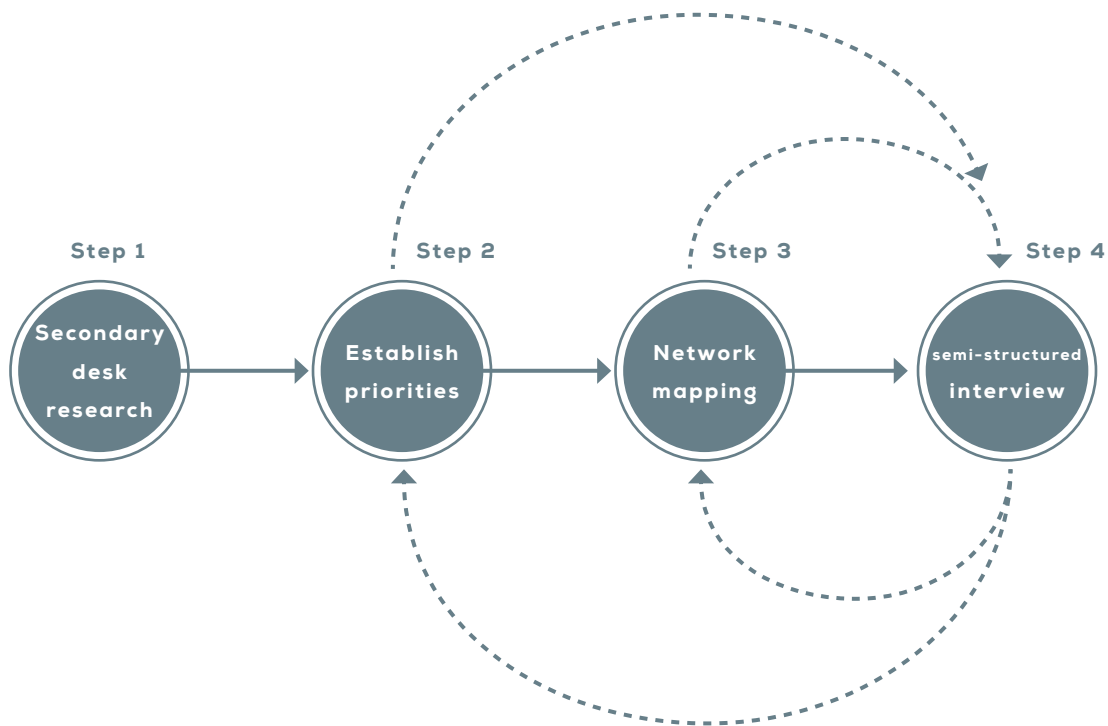 Step 1
Secondary
desk
research
Step 2
Establish
priorities
Step 3
Network
mapping
Step 4
semi-structured
interview